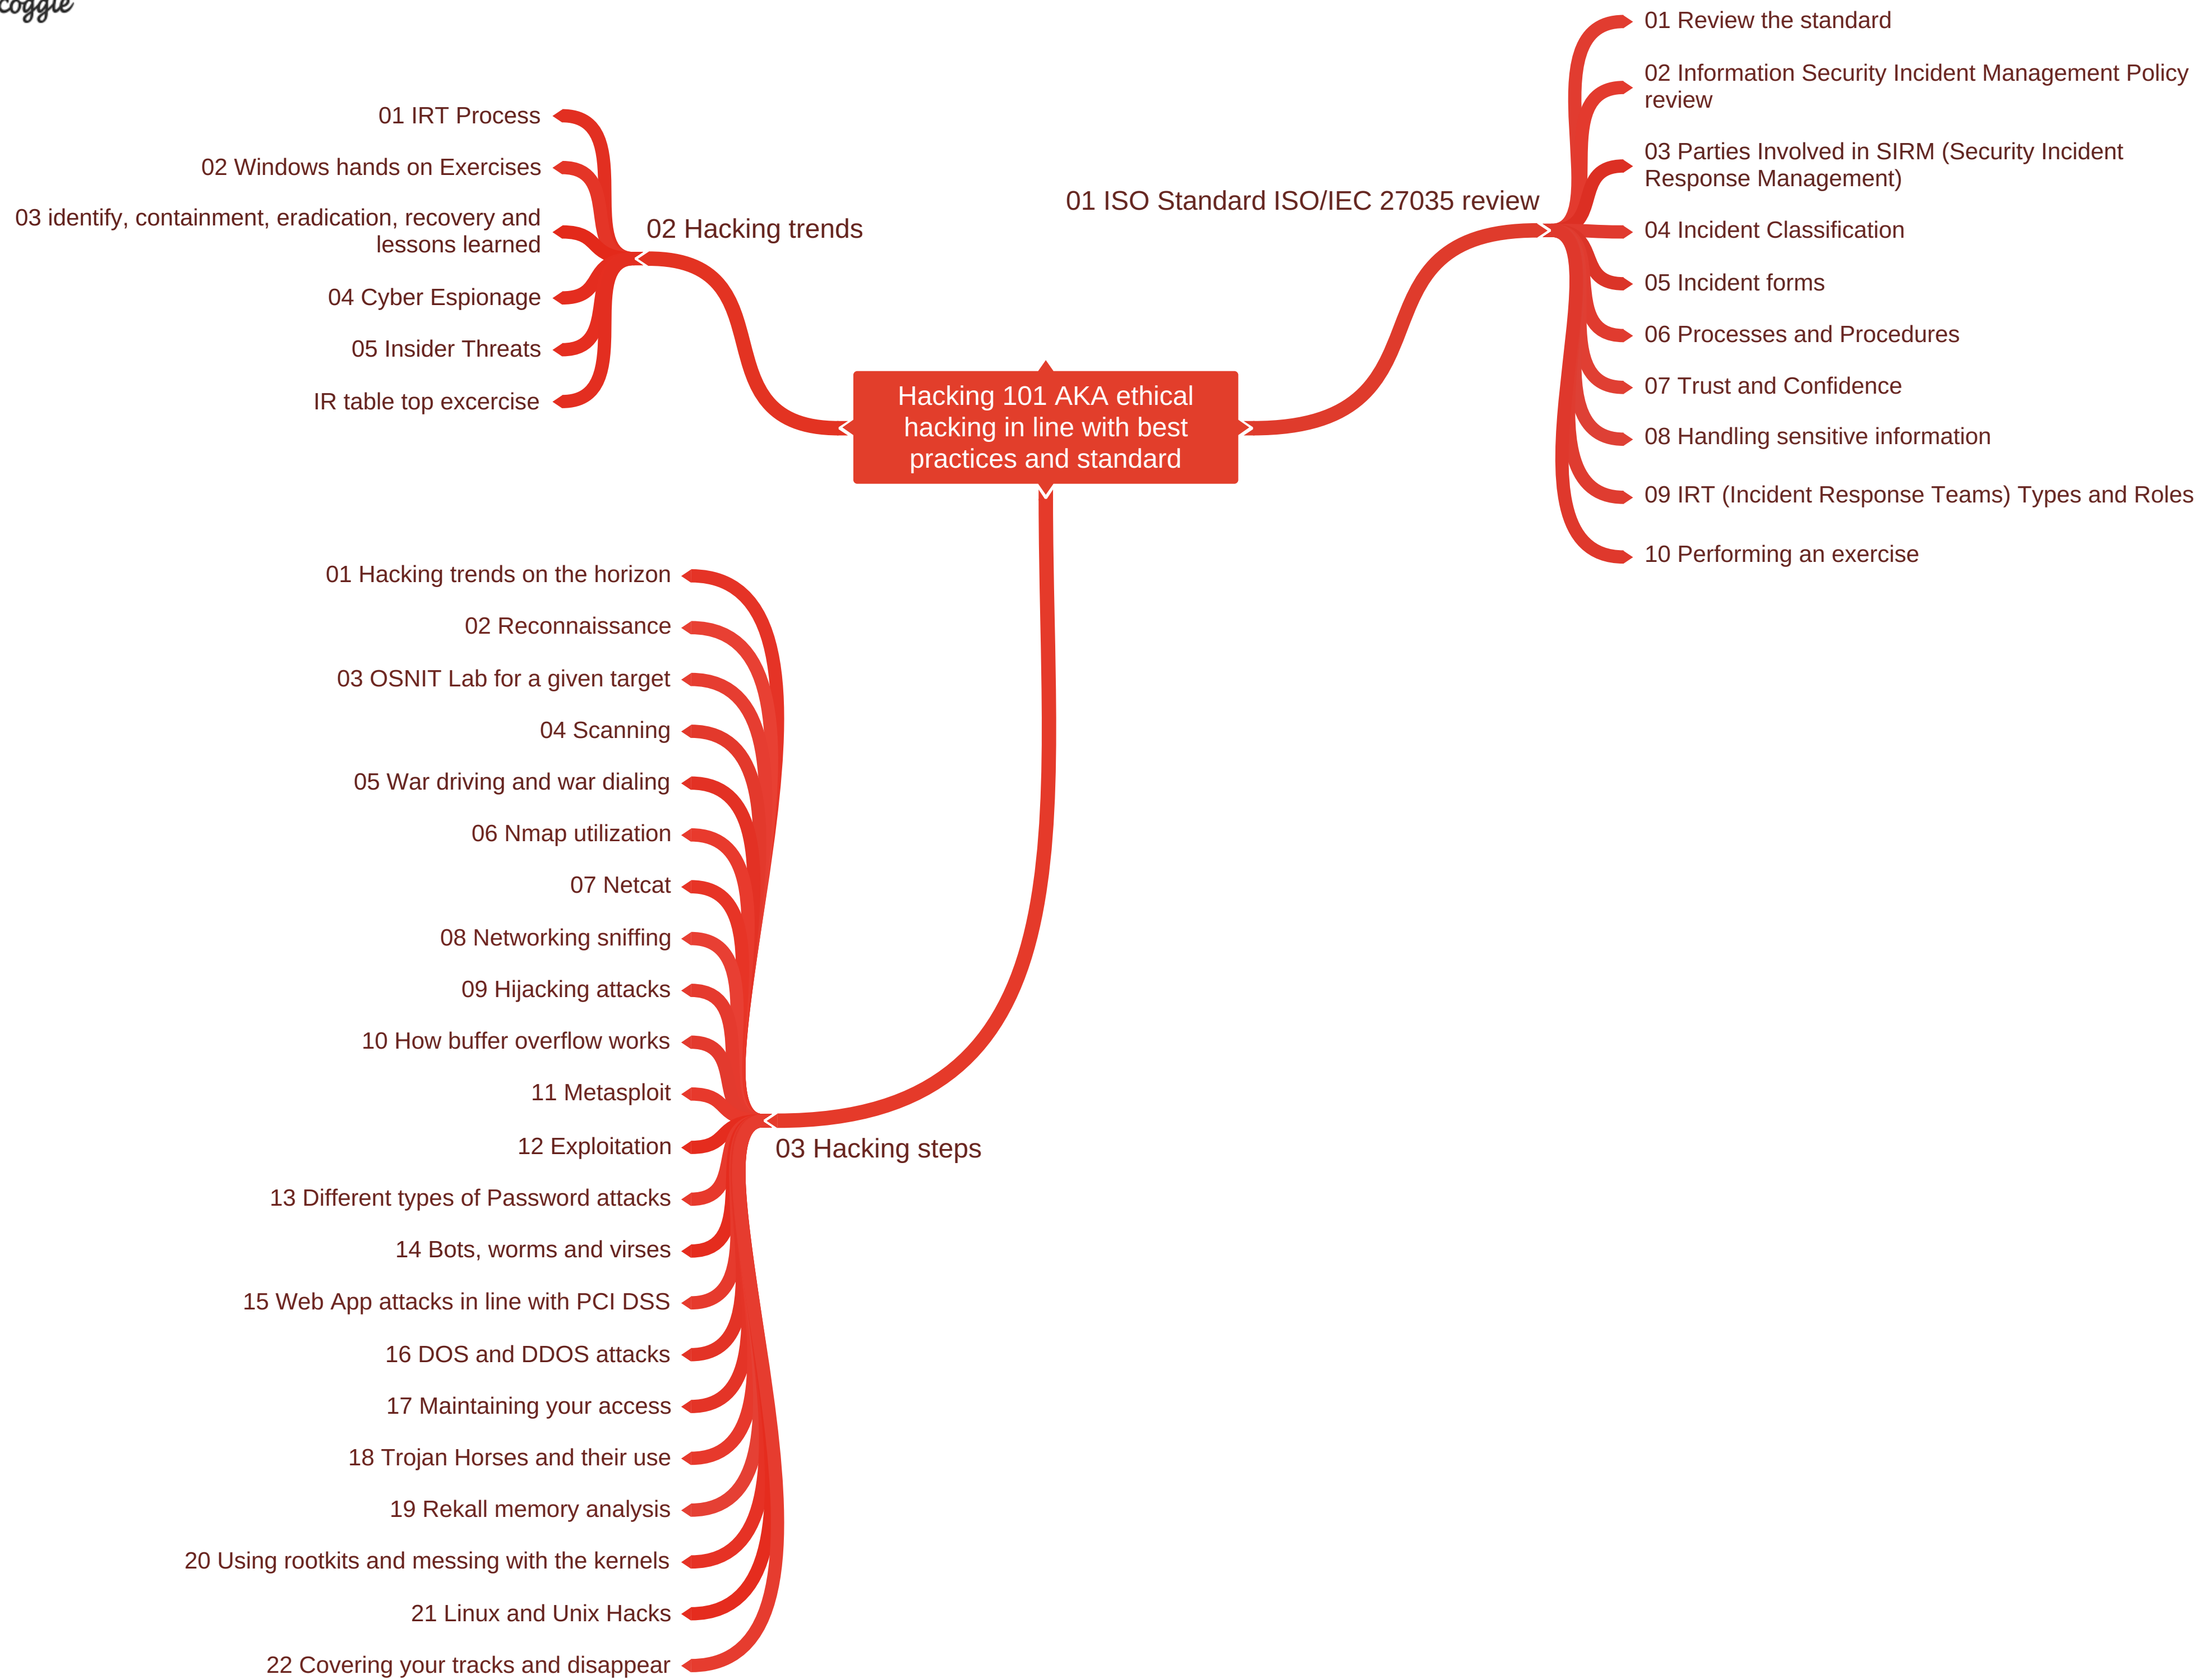 coggle
01 Review the standard
02 Information Security Incident Management Policy
review
03 Parties Involved in SIRM (Security Incident
Response Management)
04 Incident Classification
05 Incident forms
06 Processes and Procedures
07 Trust and Confidence
08 Handling sensitive information
09 IRT (Incident Response Teams) Types and Roles
10 Performing an exercise
01 ISO Standard ISO/IEC 27035 review
01 IRT Process
02 Windows hands on Exercises
03 identify, containment, eradication, recovery and
lessons learned
04 Cyber Espionage
05 Insider Threats
IR table top excercise
02 Hacking trends
Hacking 101 AKA ethical
hacking in line with best
practices and standard
01 Hacking trends on the horizon
02 Reconnaissance
03 OSNIT Lab for a given target
04 Scanning
05 War driving and war dialing
06 Nmap utilization
07 Netcat
08 Networking sniffing
09 Hijacking attacks
10 How buffer overflow works
11 Metasploit
12 Exploitation
13 Different types of Password attacks
14 Bots, worms and virses
15 Web App attacks in line with PCI DSS
16 DOS and DDOS attacks
17 Maintaining your access
18 Trojan Horses and their use
19 Rekall memory analysis
20 Using rootkits and messing with the kernels
21 Linux and Unix Hacks
22 Covering your tracks and disappear
03 Hacking steps